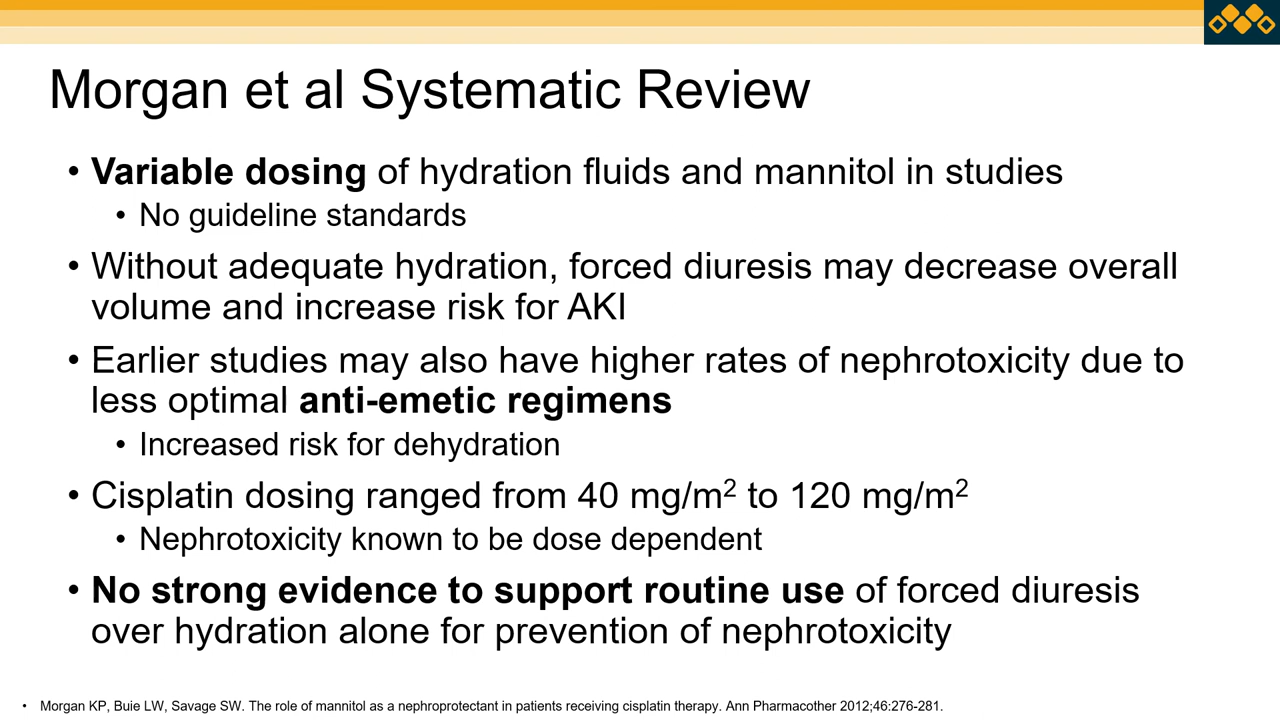 Morgan et al Systematic Review
• Variable dosing of hydration fluids and mannitol in studies
• No guideline standards
• Without adequate hydration, forced diuresis may decrease overall
volume and increase risk for AKI
• Earlier studies may also have higher rates of nephrotoxicity due to
less optimal anti-emetic regimens
• Increased risk for dehydration
• Cisplatin dosing ranged from 40 mg/m² to 120 mg/m²
• Nephrotoxicity known to be dose dependent
• No strong evidence to support routine use of forced diuresis
over hydration alone for prevention of nephrotoxicity
• Morgan KP, Buie LW, Savage SW. The role of mannitol as a nephroprotectant in patients receiving cisplatin therapy. Ann Pharmacother 2012;46:276-281.